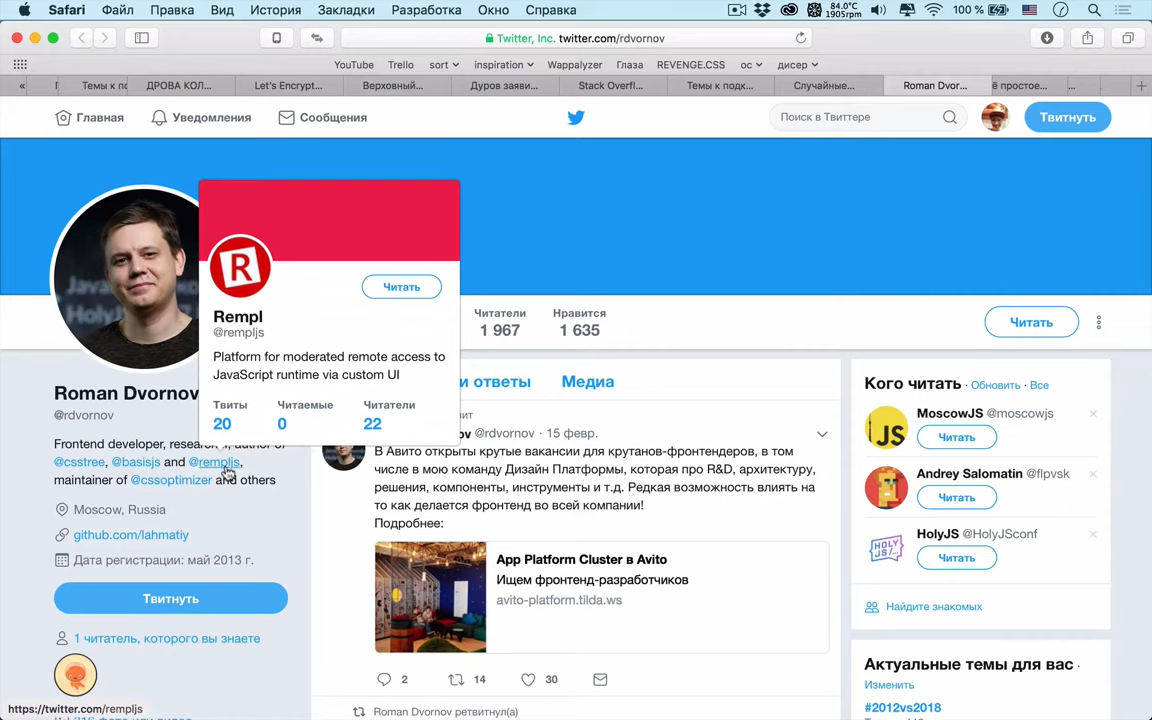 Safari Файл Правка Вид История Закладки Разработка Окно Справка 84.0°C 1905rpm 100 %
Twitter, Inc. twitter.com/rdvornov
YouTube Trello sort inspiration Wappalyzer Глаза REVENGE.CSS ос дисер
« Темы к по ДРОВА КОЛ... Let's Encrypt... Верховный... Дуров заяви... Stack Overfl... Темы к подк... Случайные... Roman Dvor... ё простое... ...
Главная Уведомления Сообщения Поиск в Твиттере Твитнуть
R
Rempl
@rempljs
Читать
Platform for moderated remote access to
JavaScript runtime via custom UI
Твиты Читаемые Читатели
20 0 22
Читатели Нравится
1 967 1 635
Читать
Roman Dvornov
@rdvornov
Frontend developer, researcher, author of
@csstree, @basisjs and @rempljs,
maintainer of @cssoptimizer and others
Moscow, Russia
github.com/lahmatiy
Дата регистрации: май 2013 г.
Твитнуть
1 читатель, которого вы знаете
и ответы Медиа
@rdvornov · 15 февр.
В Авито открыты крутые вакансии для крутанов-фронтендеров, в том
числе в мою команду Дизайн Платформы, которая про R&D, архитектуру,
решения, компоненты, инструменты и т.д. Редкая возможность влиять на
то как делается фронтенд во всей компании!
Подробнее:
App Platform Cluster в Avito
Ищем фронтенд-разработчиков
avito-platform.tilda.ws
2 14 30
Roman Dvornov ретвитнул(а)
Кого читать · Обновить · Все
MoscowJS @moscowjs
Читать
Andrey Salomatin @flpvsk
Читать
HolyJS @HolyJSconf
Читать
Найдите знакомых
Актуальные темы для вас ·
Изменить
#2012vs2018
https://twitter.com/rempljs